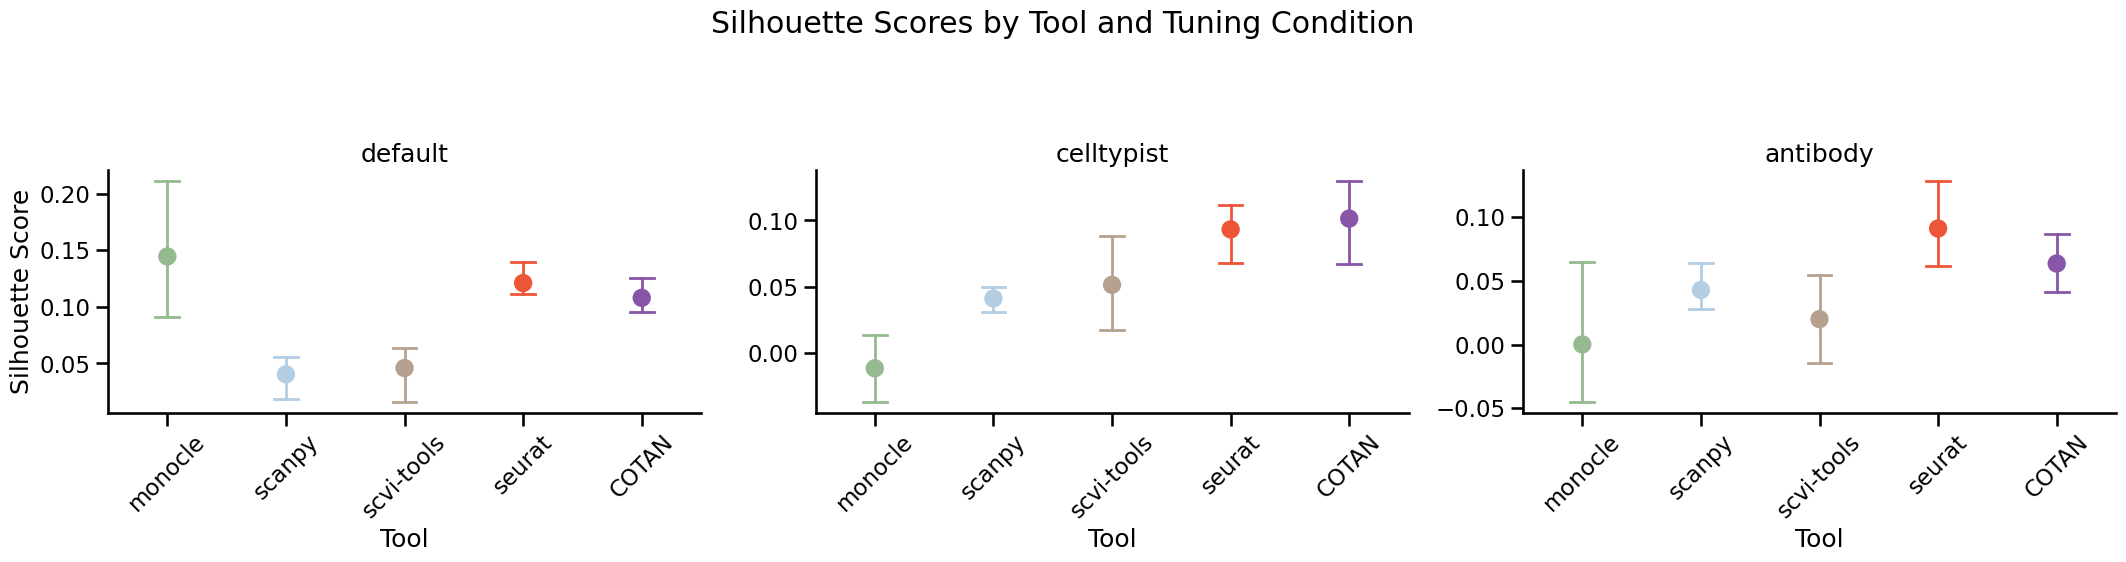 Silhouette Scores by Tool and Tuning Condition
default
Silhouette Score
0.20
0.15
0.10
0.05
monocle
scanpy
scvi-tools
seurat
COTAN
Tool
celltypist
0.10
0.05
0.00
monocle
scanpy
scvi-tools
seurat
COTAN
Tool
antibody
0.10
0.05
0.00
−0.05
monocle
scanpy
scvi-tools
seurat
COTAN
Tool